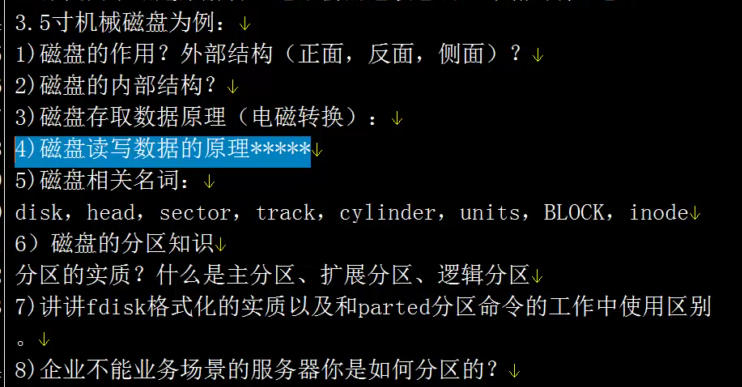 3.5寸机械磁盘为例：↓
1)磁盘的作用？外部结构（正面，反面，侧面）？↓
2)磁盘的内部结构？↓
3)磁盘存取数据原理（电磁转换）：↓
4)磁盘读写数据的原理*****↓
5)磁盘相关名词：↓
disk，head，sector，track，cylinder，units，BLOCK，inode↓
6）磁盘的分区知识↓
分区的实质？什么是主分区、扩展分区、逻辑分区↓
7)讲讲fdisk格式化的实质以及和parted分区命令的工作中使用区别
。↓
8)企业不能业务场景的服务器你是如何分区的？↓